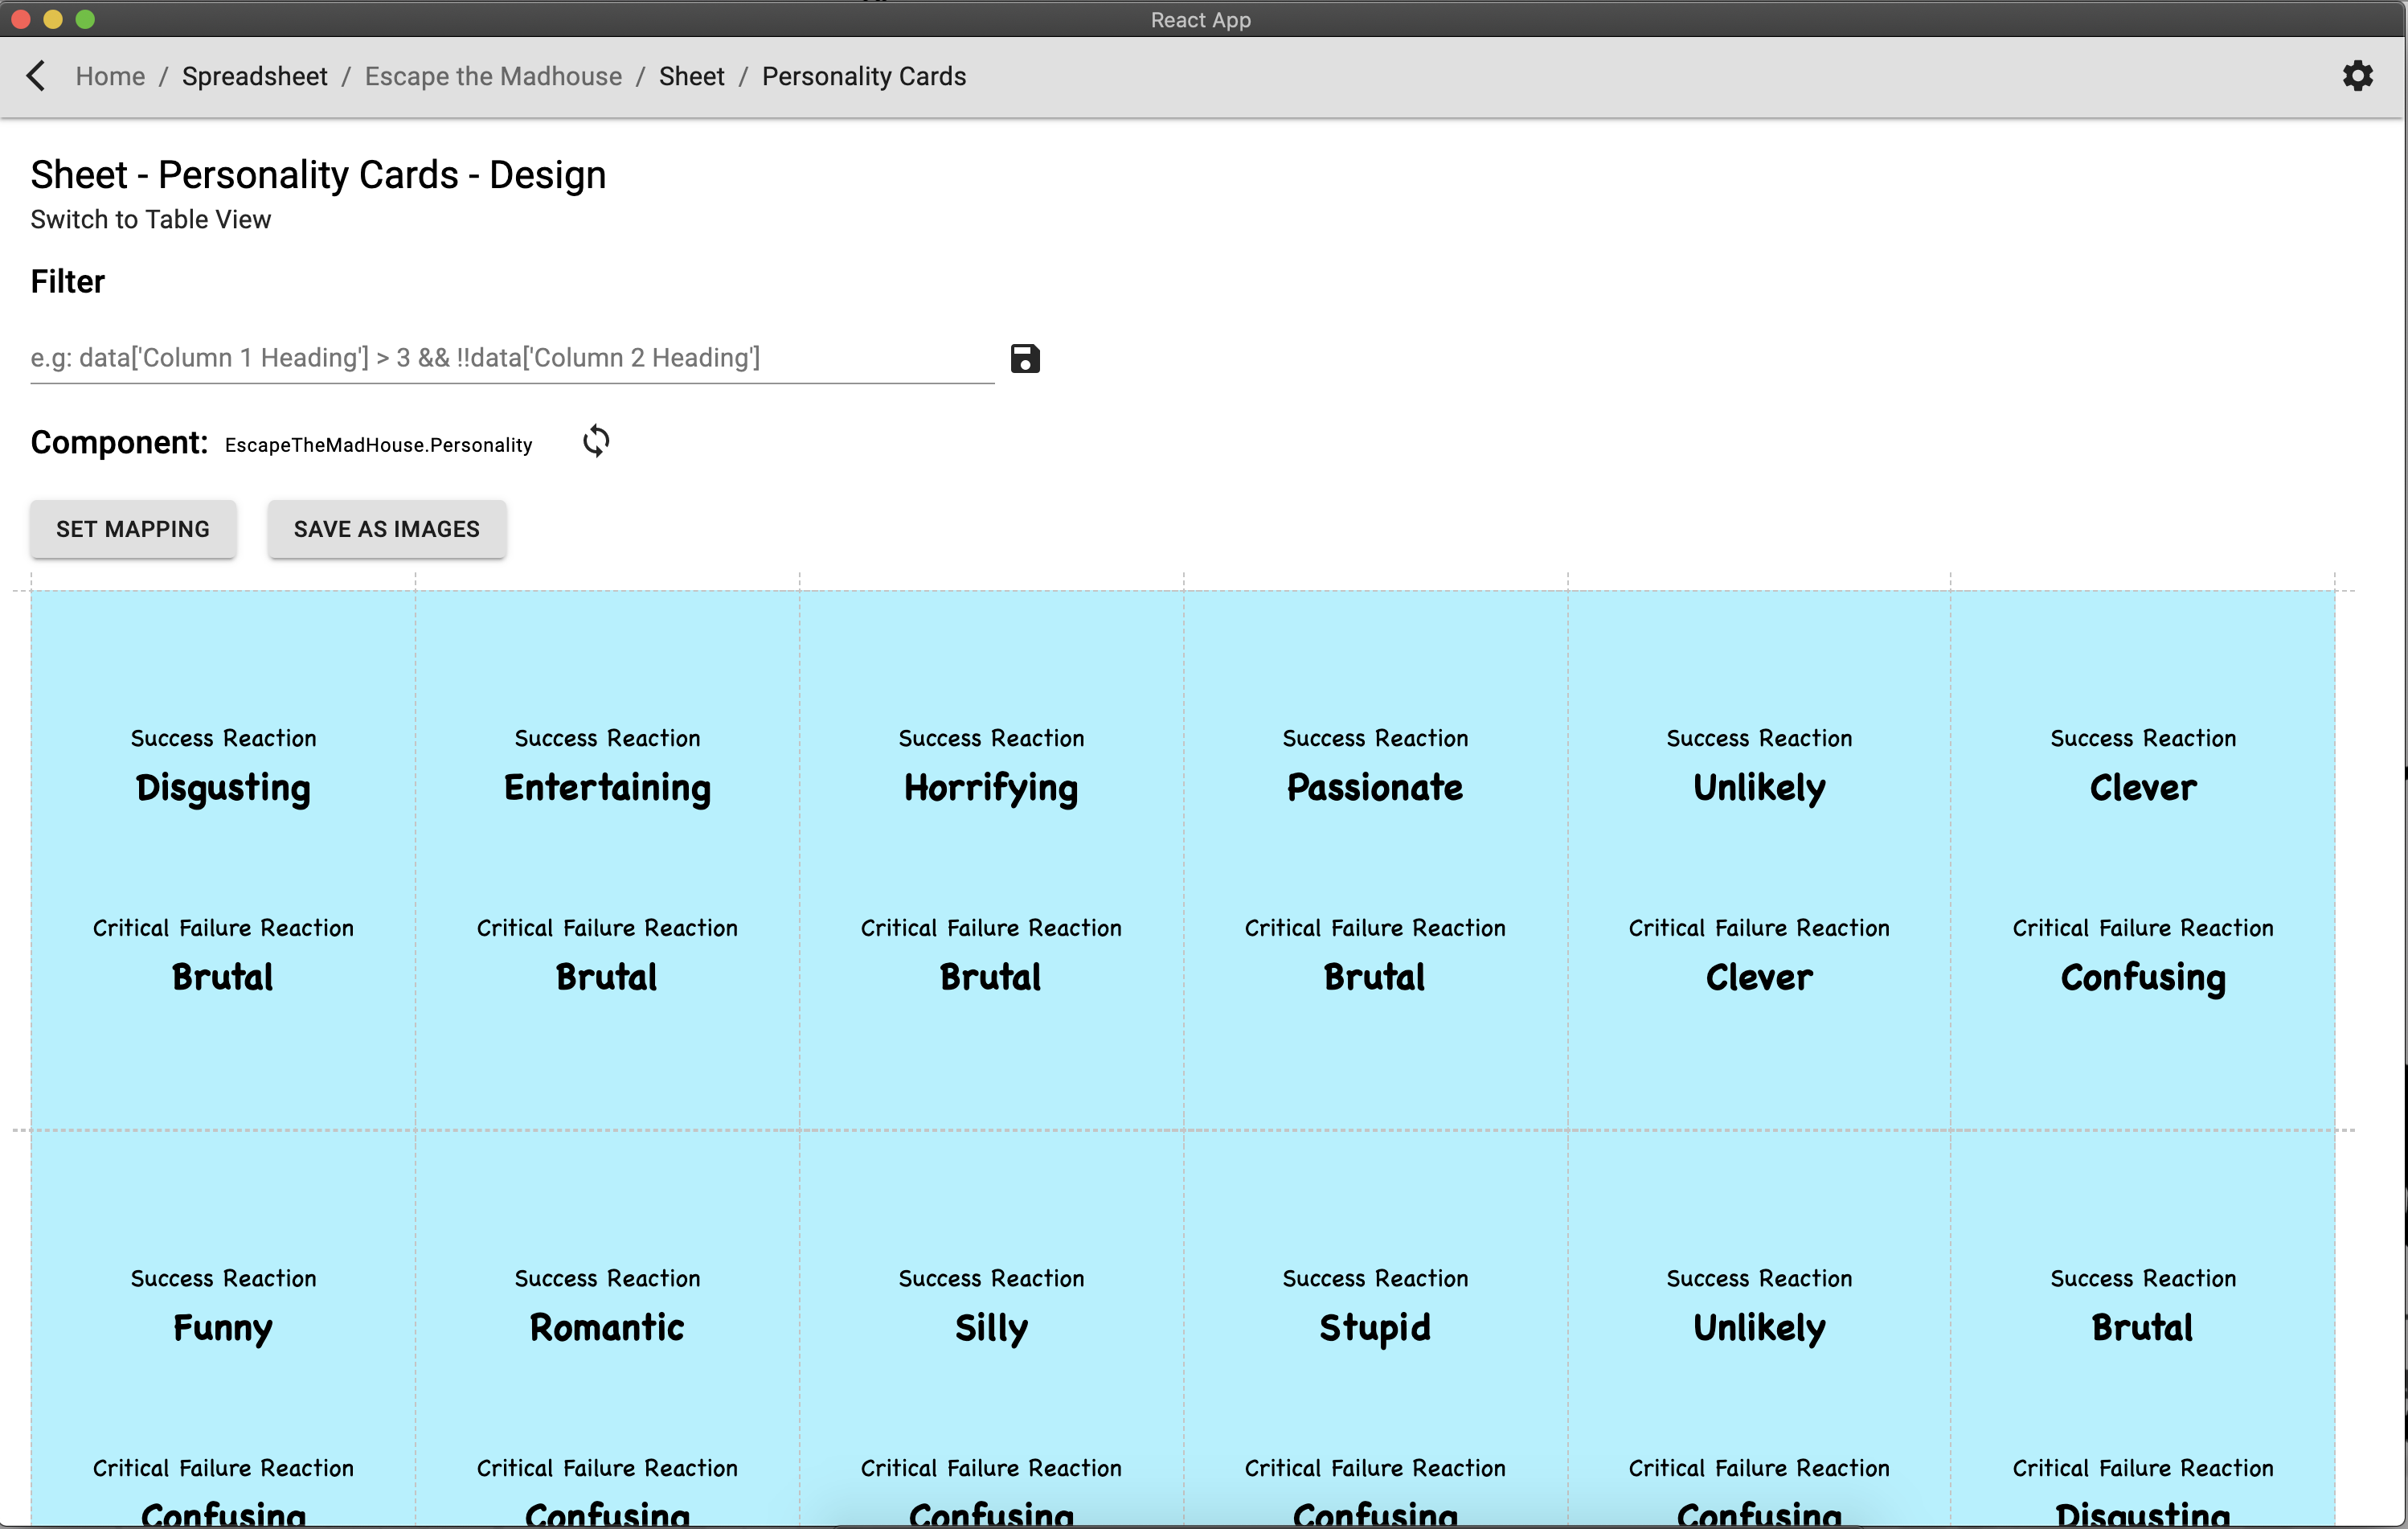 React App
Home / Spreadsheet / Escape the Madhouse / Sheet / Personality Cards
Sheet - Personality Cards - Design
Switch to Table View
Filter
e.g: data['Column 1 Heading'] > 3 && !!data['Column 2 Heading']
Component: EscapeTheMadHouse.Personality
SET MAPPING SAVE AS IMAGES
Success Reaction Success Reaction Success Reaction Success Reaction Success Reaction Success Reaction
Disgusting Entertaining Horrifying Passionate Unlikely Clever
Critical Failure Reaction Critical Failure Reaction Critical Failure Reaction Critical Failure Reaction Critical Failure Reaction Critical Failure Reaction
Brutal Brutal Brutal Brutal Clever Confusing
Success Reaction Success Reaction Success Reaction Success Reaction Success Reaction Success Reaction
Funny Romantic Silly Stupid Unlikely Brutal
Critical Failure Reaction Critical Failure Reaction Critical Failure Reaction Critical Failure Reaction Critical Failure Reaction Critical Failure Reaction
Confusing Confusing Confusing Confusing Confusing Disgusting